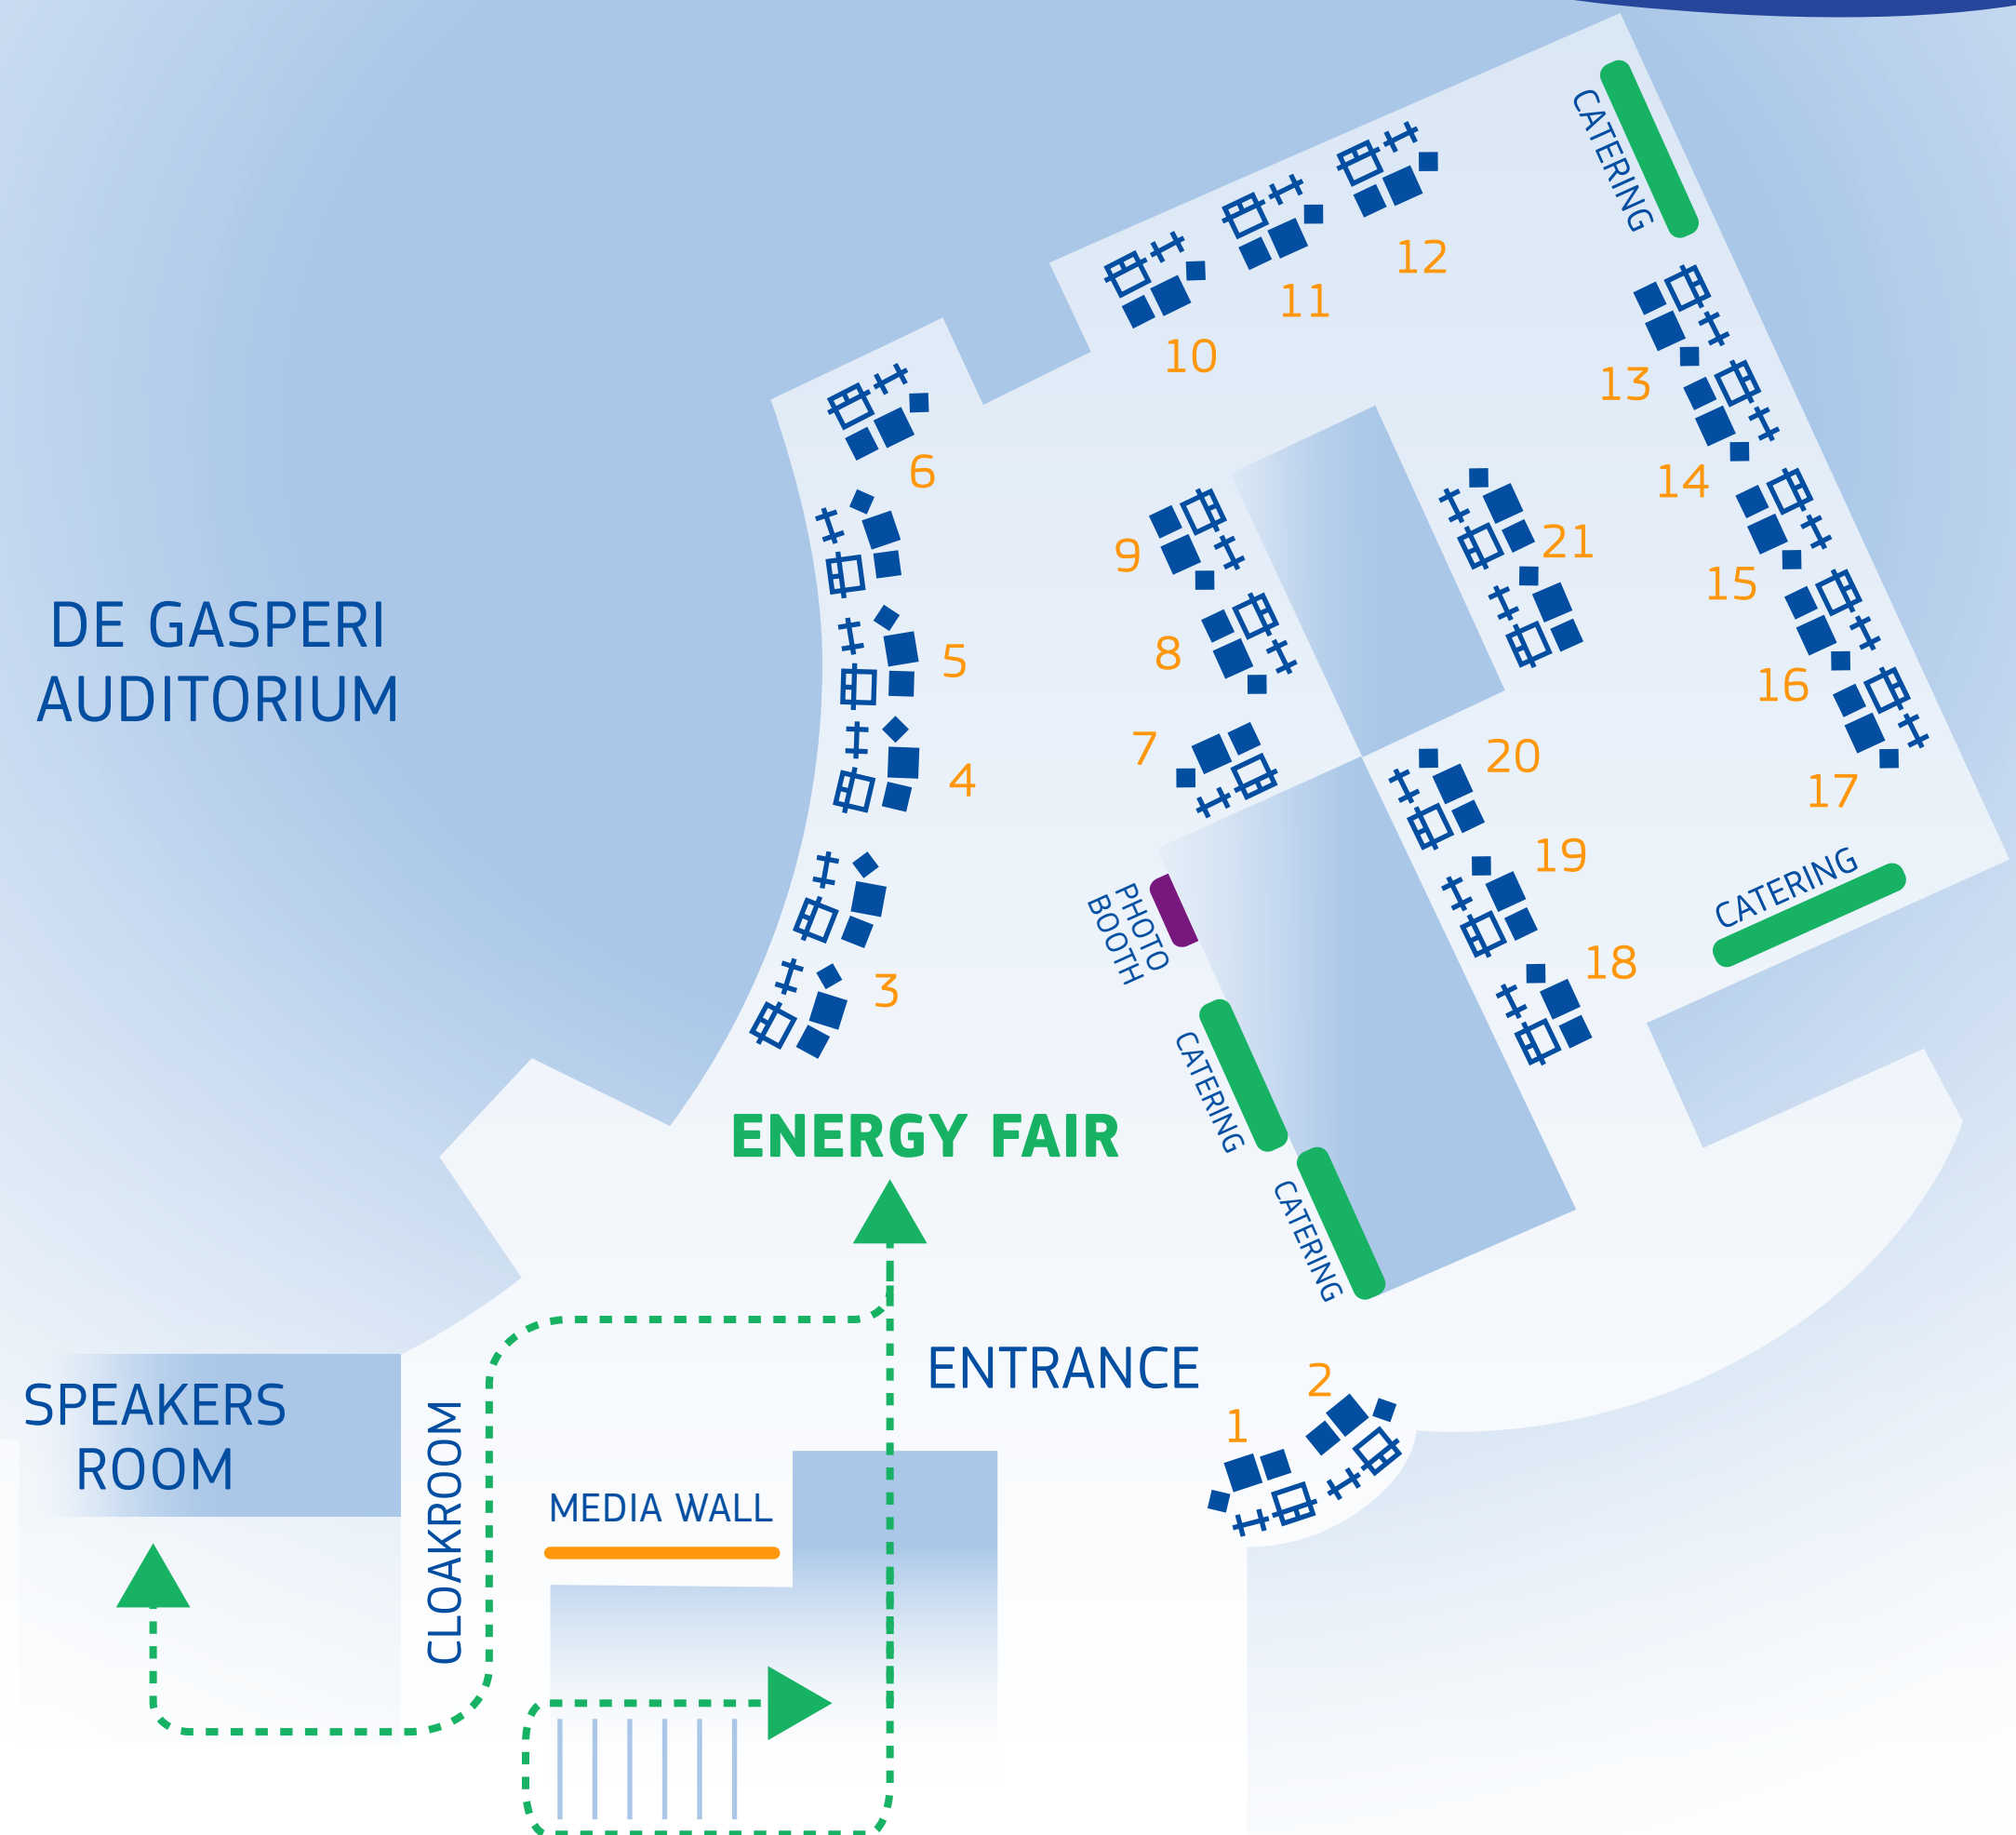 CATERING
12
11
10
13
6
14
21
9
15
8
16
5
7
20
4
17
19
CATERING
18
PHOTO
BOOTH
3
DE GASPERI
AUDITORIUM
CATERING
ENERGY FAIR
CATERING
ENTRANCE
2
1
SPEAKERS
ROOM
CLOAKROOM
MEDIA WALL